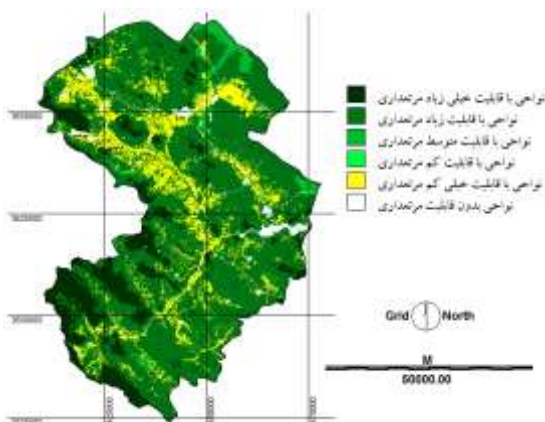 نواحی با قابلیت خیلی زیاد مرتعداری
نواحی با قابلیت زیاد مرتعداری
نواحی با قابلیت متوسط مرتعداری
نواحی با قابلیت کم مرتعداری
نواحی با قابلیت خیلی کم مرتعداری
نواحی بدون قابلیت مرتعداری
Grid North
M
50000.00